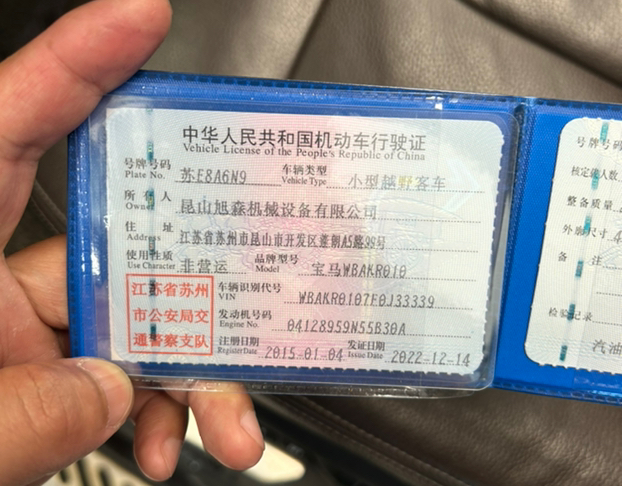 中华人民共和国机动车行驶证
Vehicle License of the People's Republic of China
号牌号码 苏E8A6N9 车辆类型 小型越野客车
Plate No. Vehicle Type
所有人 昆山旭森机械设备有限公司
Owner
住址 江苏省苏州市昆山市开发区 路99号
Address
使用性质 非营运 品牌型号 宝马WBAKR010
Use Character Model
江苏省苏州
市公安局交
通警察支队
车辆识别代号 WBAKR0107F0J33339
VIN
发动机号码 04128959N55B30A
Engine No.
注册日期 2015-01-04 发证日期 2022-12-14
Register Date Issue Date
号牌号码
核定载人数
整备质量
外廓尺寸 4
备注
检验记录
汽油